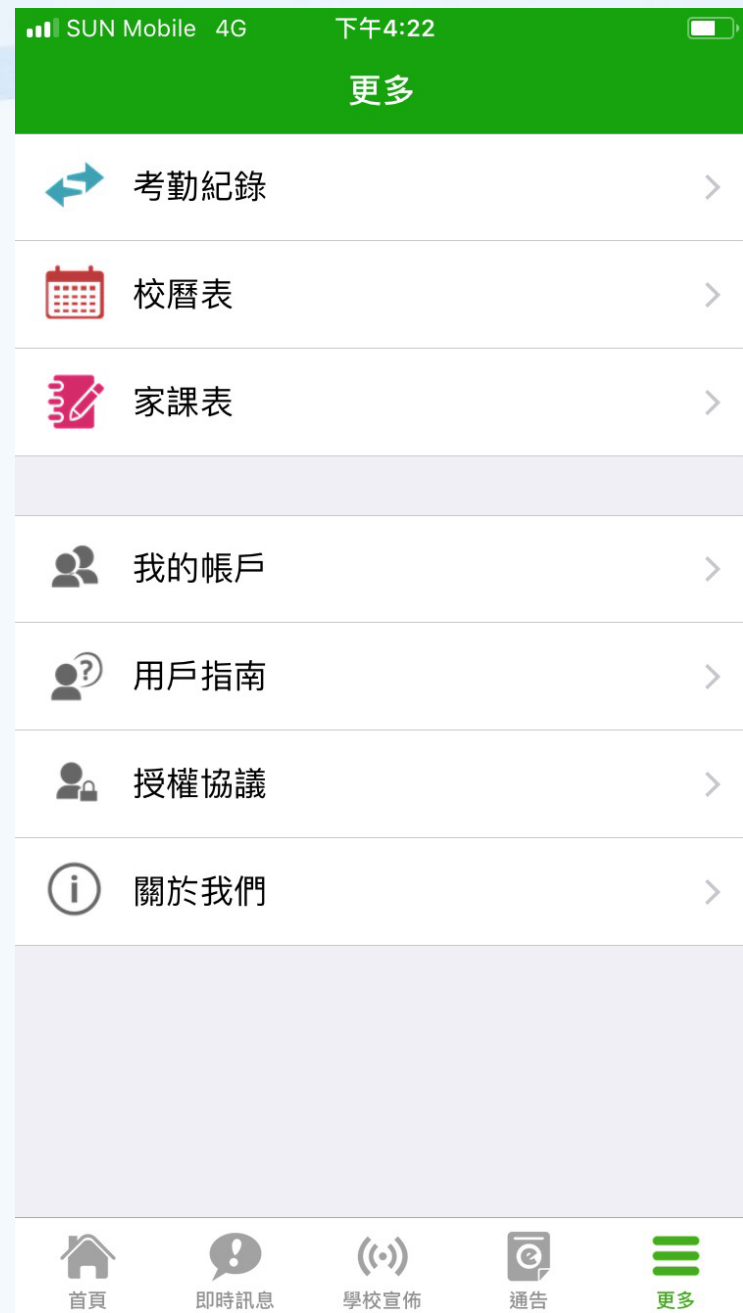 SUN Mobile 4G 下午4:22
更多
考勤紀錄
校曆表
家課表
我的帳戶
用戶指南
授權協議
關於我們
首頁 即時訊息 學校宣佈 通告 更多